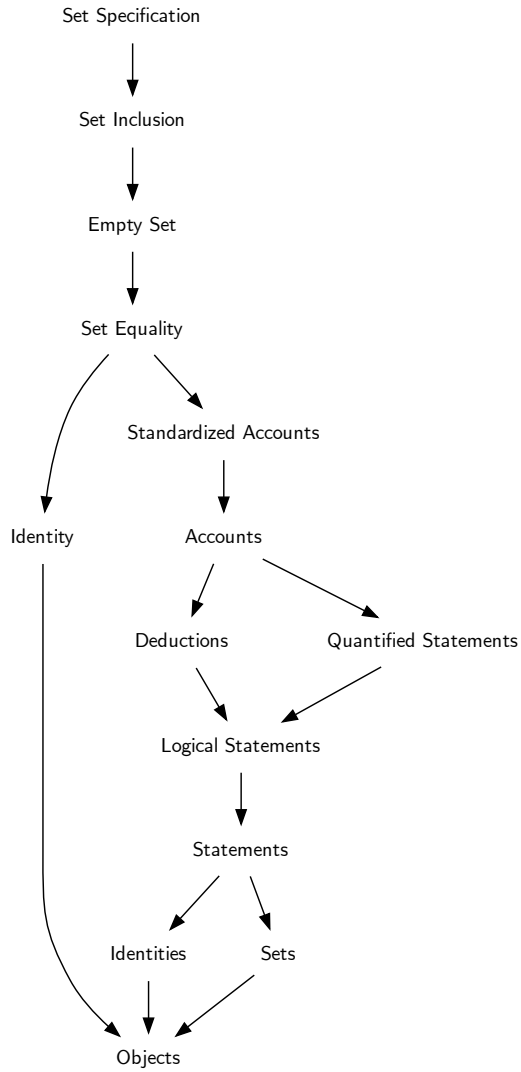 Set Specification
Set Inclusion
Empty Set
Set Equality
Standardized Accounts
Identity
Accounts
Deductions
Quantified Statements
Logical Statements
Statements
Identities
Sets
Objects